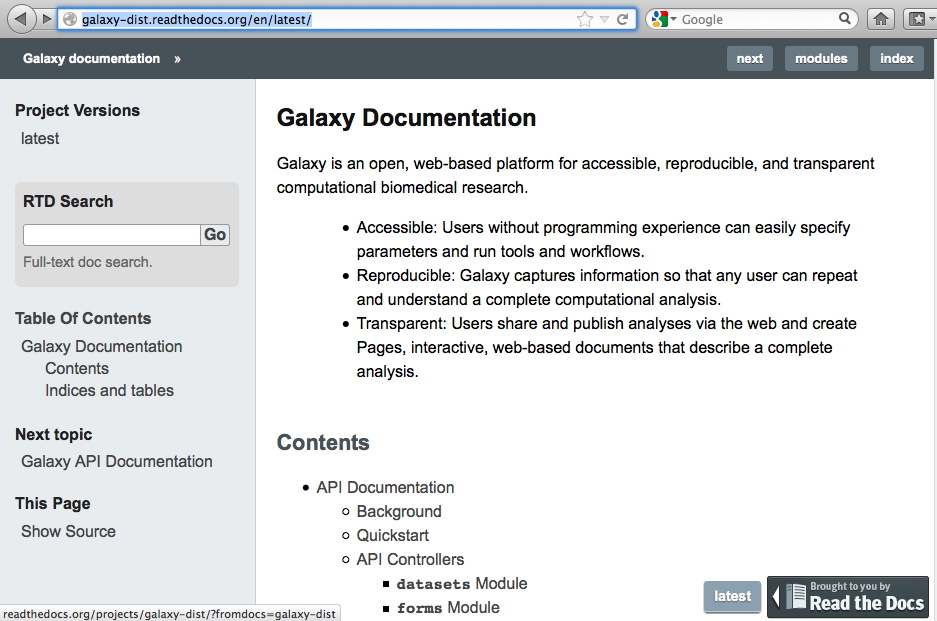 galaxy-dist.readthedocs.org/en/latest/
Google
Galaxy documentation »
next
modules
index
Project Versions
latest
RTD Search
Go
Full-text doc search.
Table Of Contents
Galaxy Documentation
Contents
Indices and tables
Next topic
Galaxy API Documentation
This Page
Show Source
Galaxy Documentation
Galaxy is an open, web-based platform for accessible, reproducible, and transparent
computational biomedical research.
• Accessible: Users without programming experience can easily specify
parameters and run tools and workflows.
• Reproducible: Galaxy captures information so that any user can repeat
and understand a complete computational analysis.
• Transparent: Users share and publish analyses via the web and create
Pages, interactive, web-based documents that describe a complete
analysis.
Contents
• API Documentation
◦ Background
◦ Quickstart
◦ API Controllers
▪ datasets Module
▪ forms Module
latest
Brought to you by
Read the Docs
readthedocs.org/projects/galaxy-dist/?fromdocs=galaxy-dist